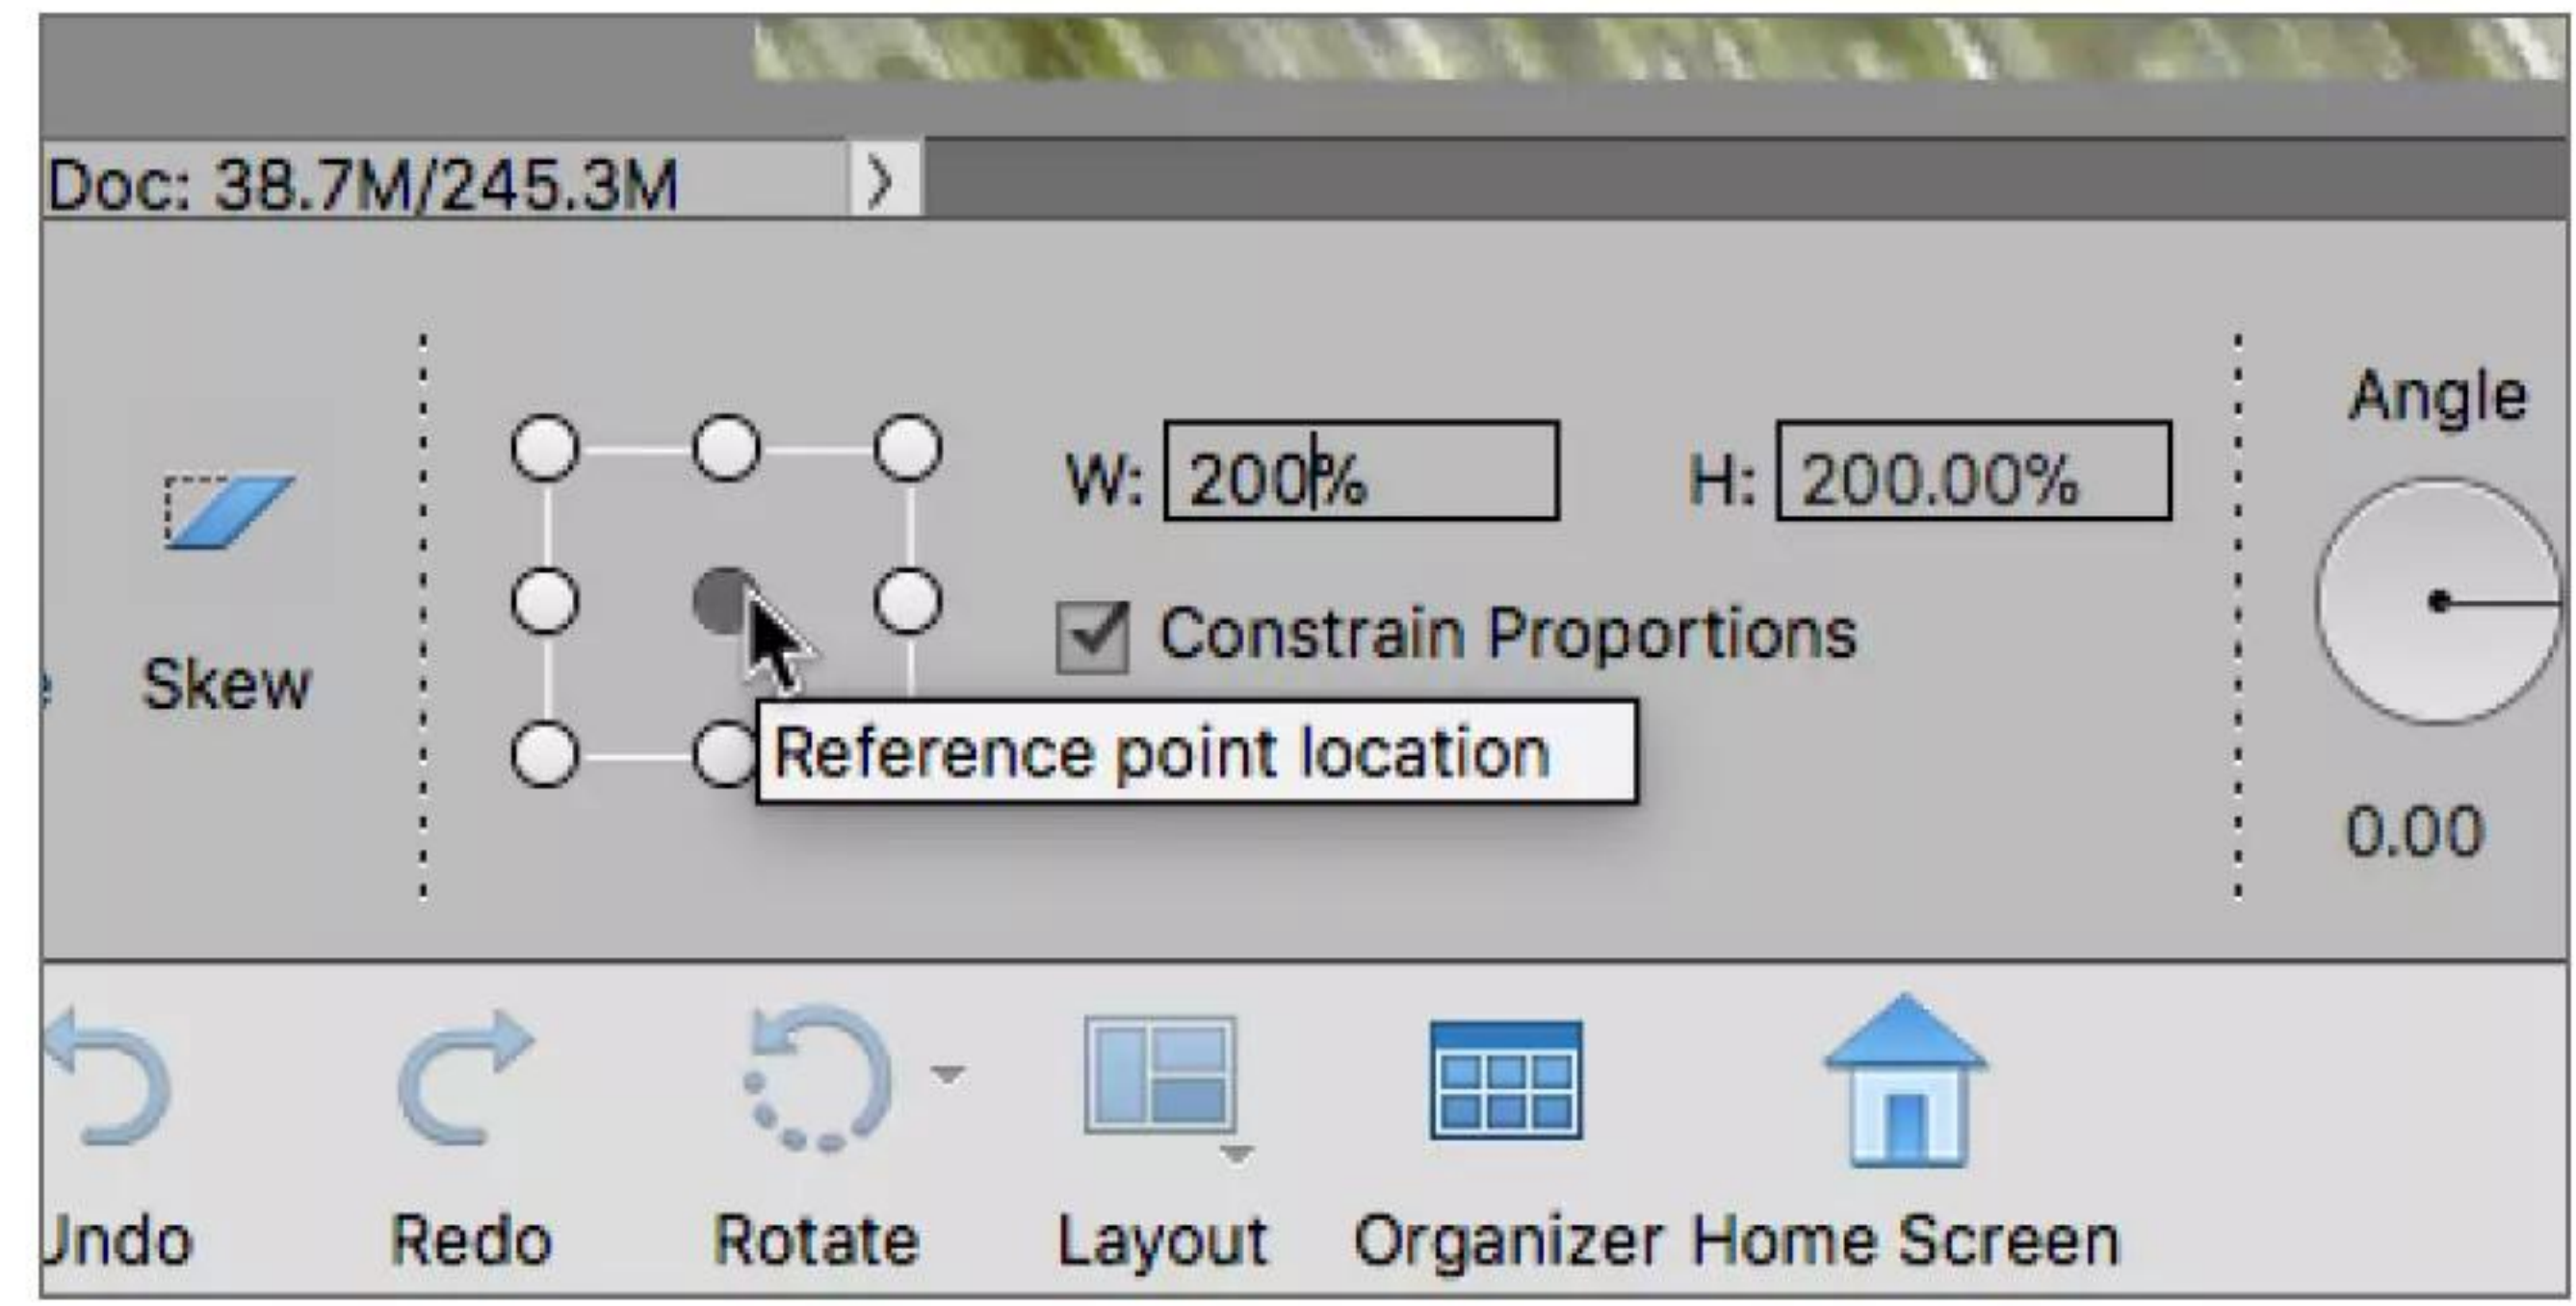 Doc: 38.7M/245.3M
Angle
W: 200% H: 200.00%
Constrain Proportions
Skew
Reference point location
0.00
Undo Redo Rotate Layout Organizer Home Screen